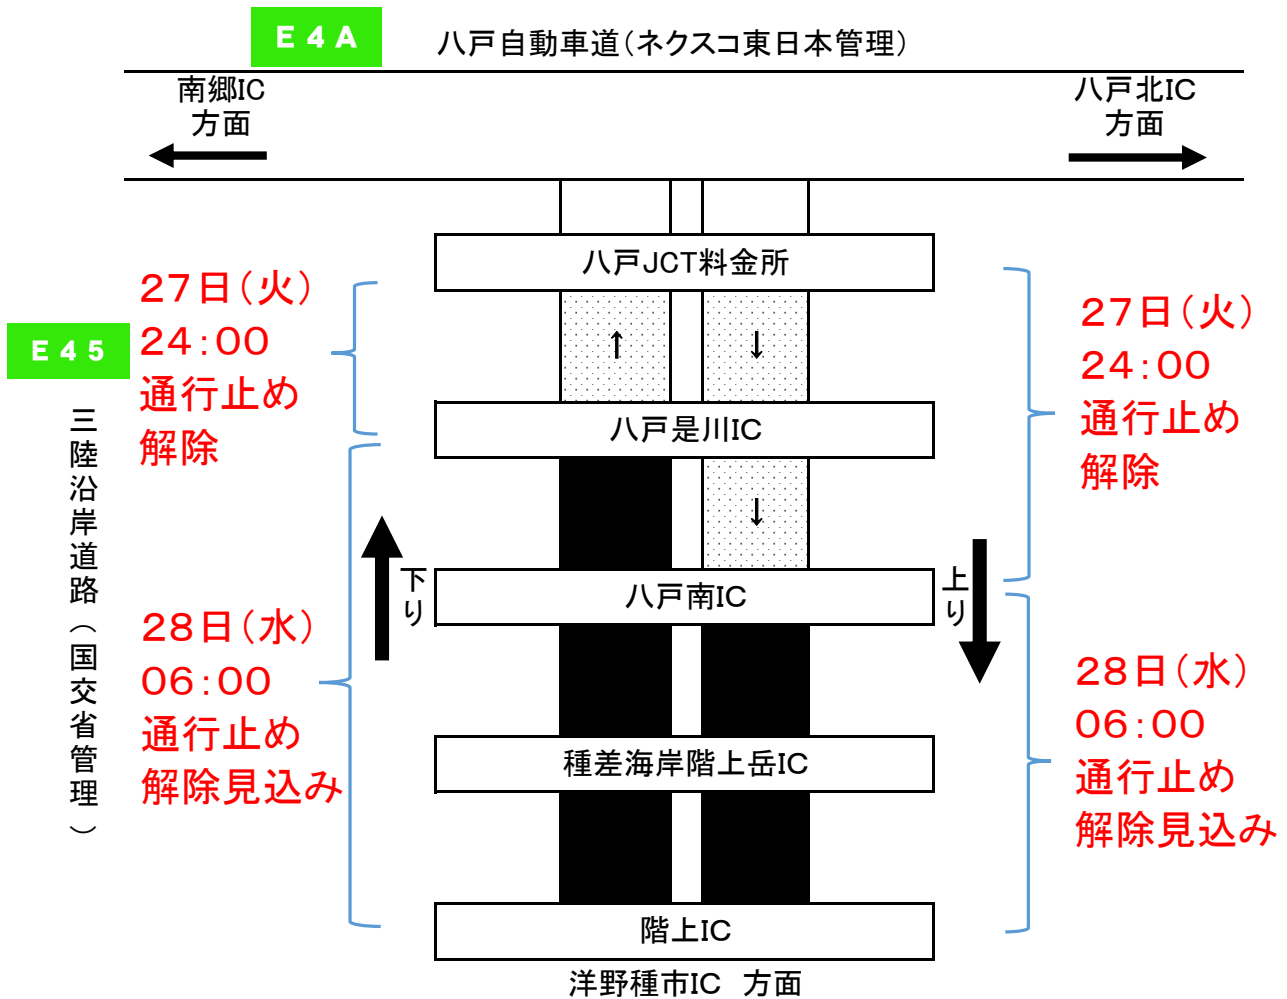 E4A
八戸自動車道（ネクスコ東日本管理）
南郷IC
方面
八戸北IC
方面
八戸JCT料金所
27日（火）
24：00
通行止め
解除
27日（火）
24：00
通行止め
解除
E45
↑
↓
八戸是川IC
三陸沿岸道路（国交省管理）
↓
下り
八戸南IC
上り
28日（水）
06：00
通行止め
解除見込み
28日（水）
06：00
通行止め
解除見込み
種差海岸階上岳IC
階上IC
洋野種市IC　方面